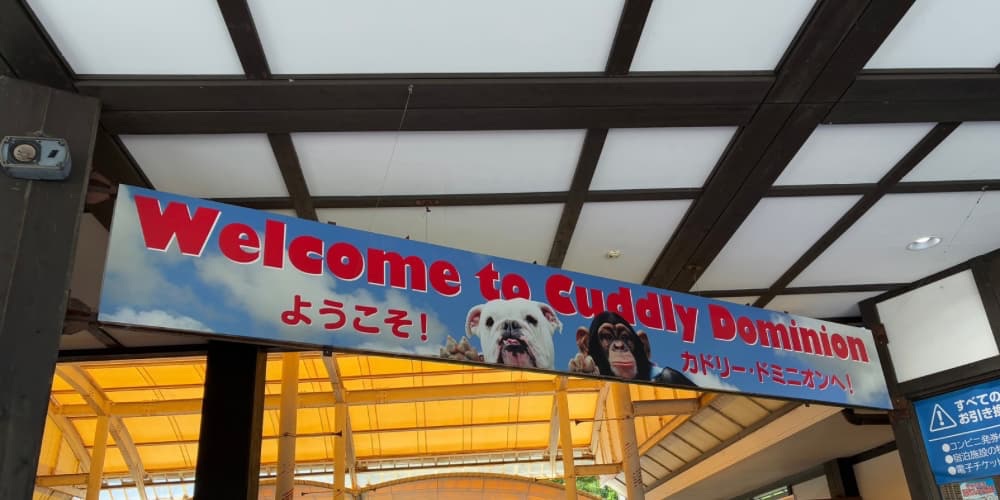 Welcome to Cuddly Dominion
ようこそ!
カドリー・ドミニオンへ!
すべての
お引き換
●コンビニ発券
●宿泊施設の
電子チケット